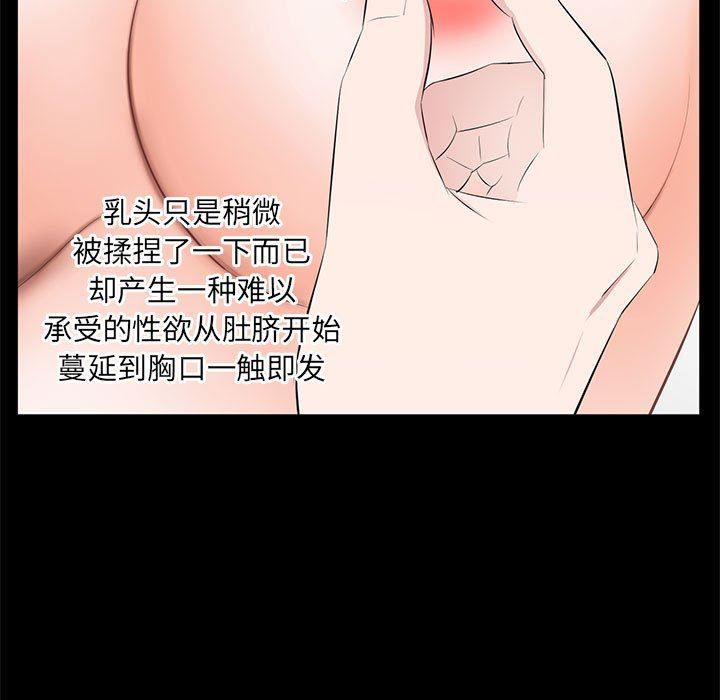 乳头只是稍微
被揉捏了一下而已
却产生一种难以
承受的性欲从肚脐开始
蔓延到胸口一触即发